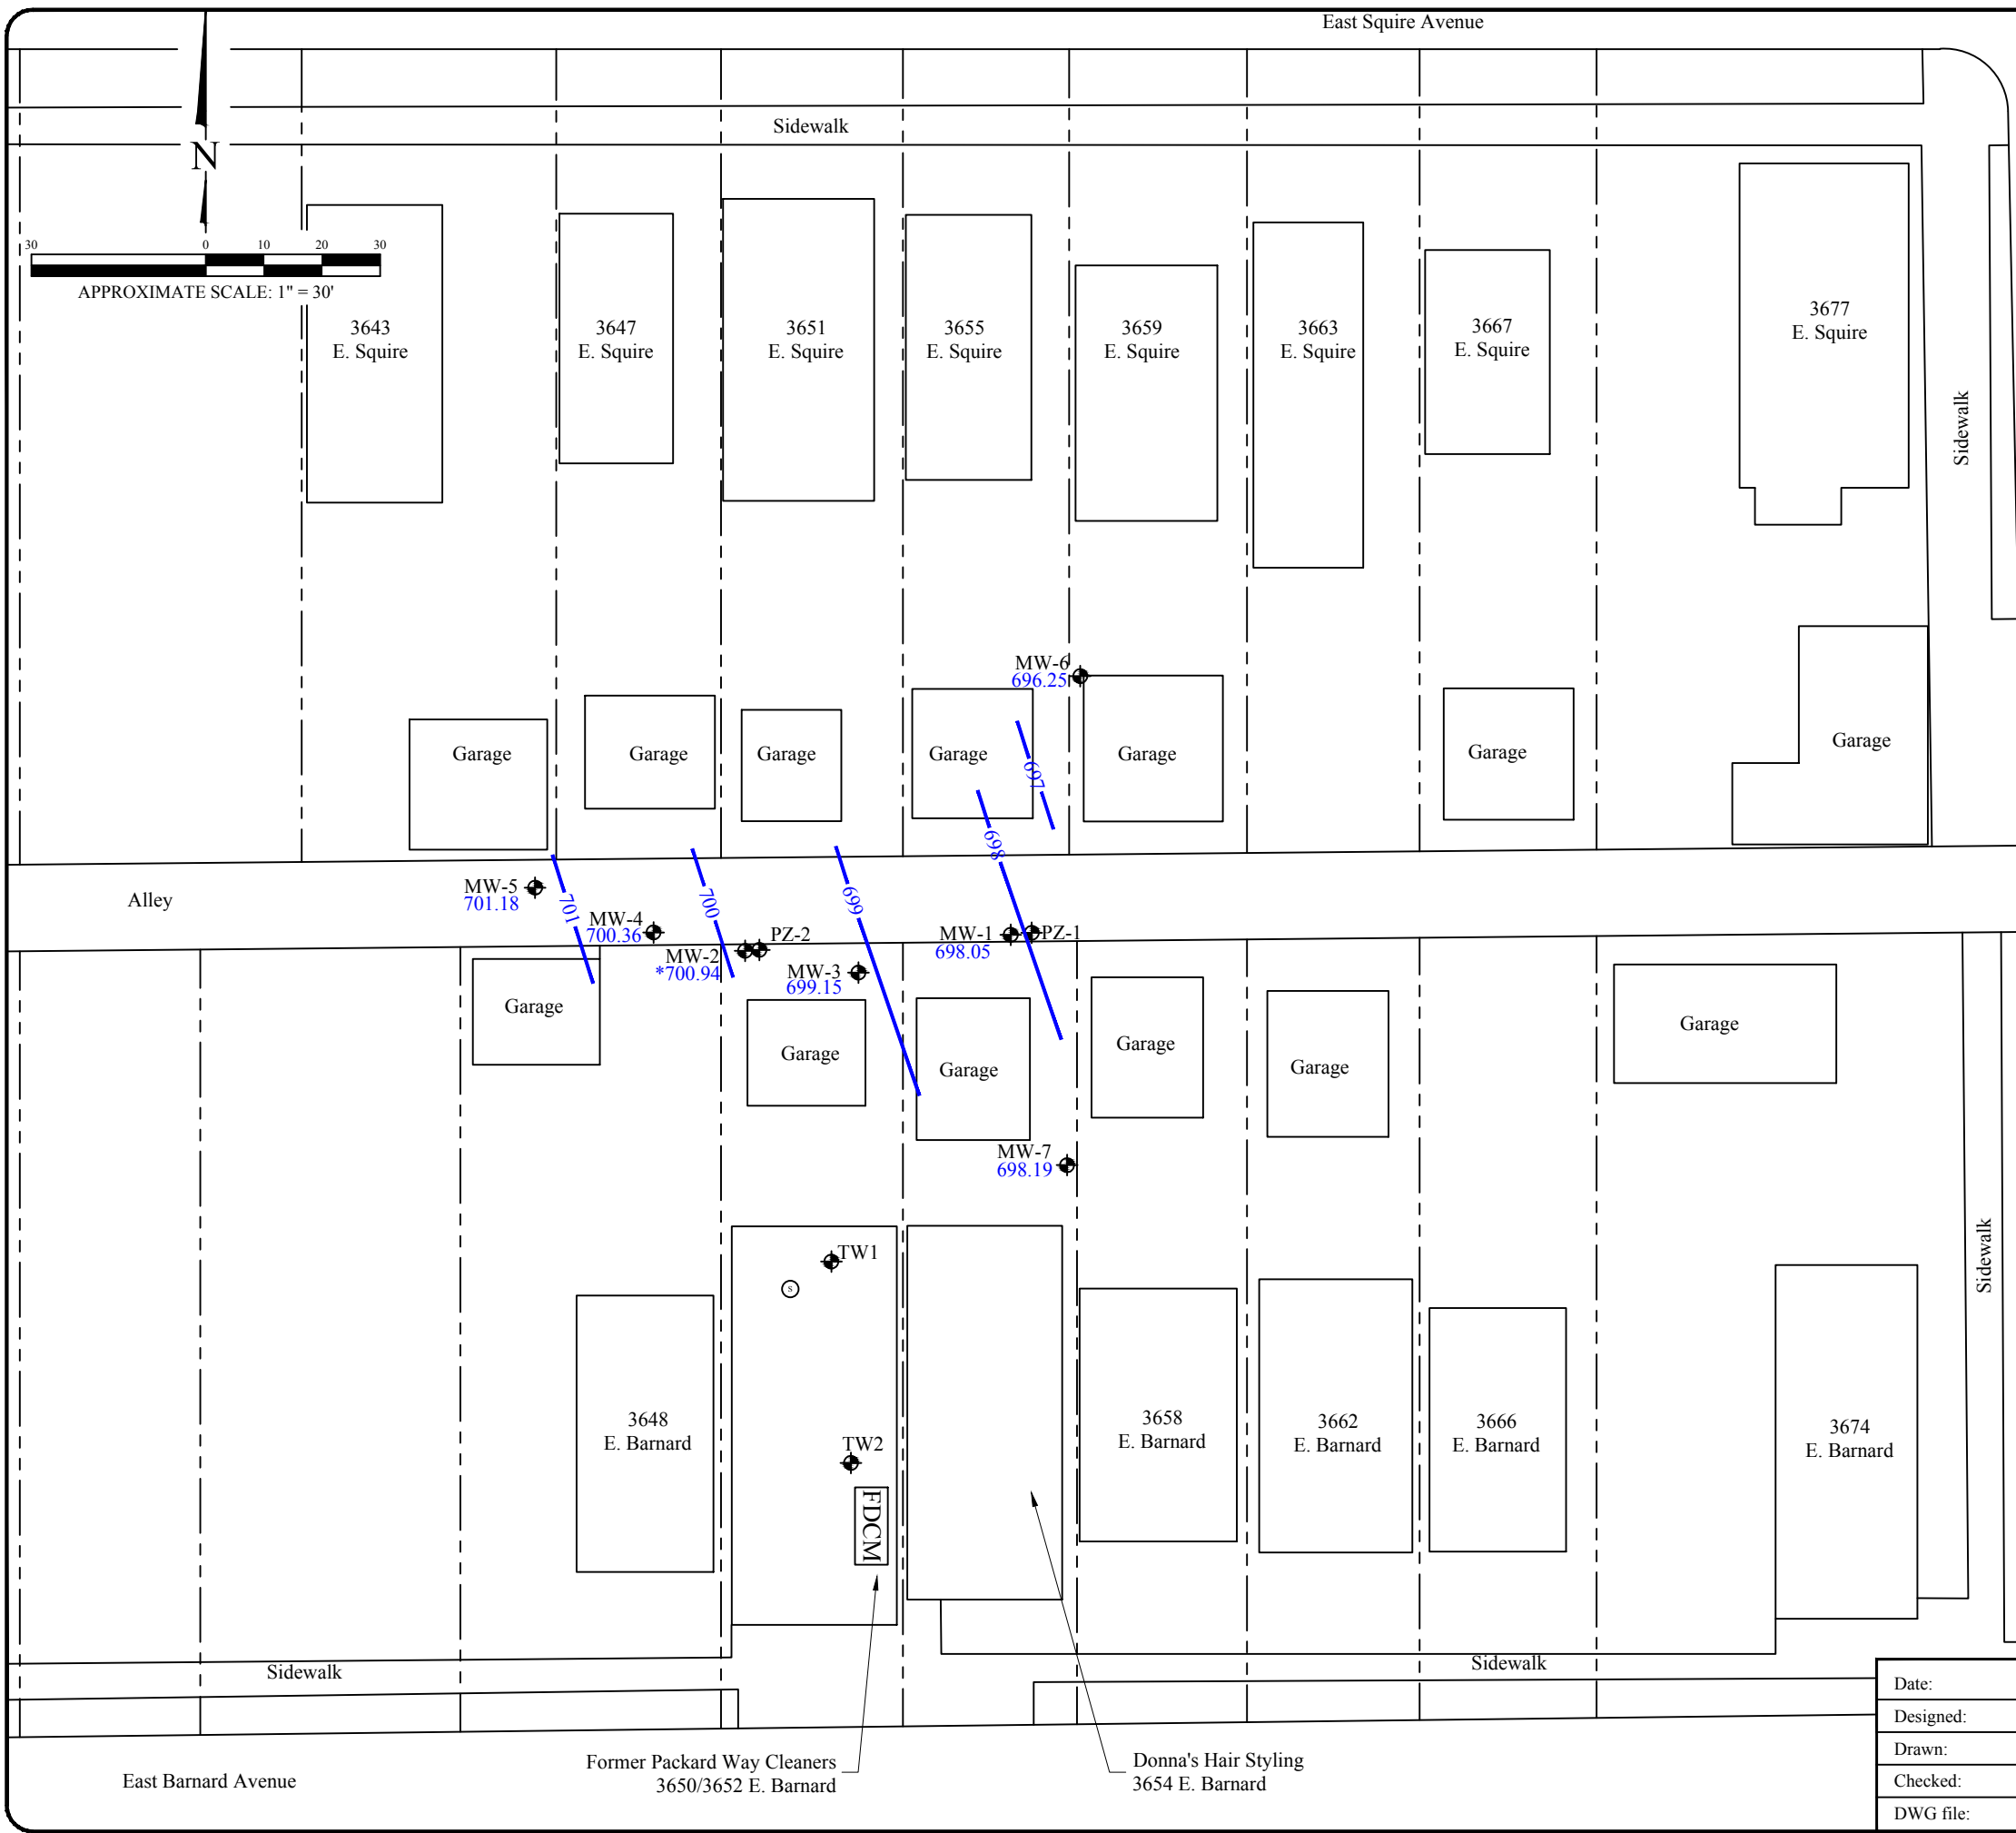 East Squire Avenue
Sidewalk
N
30 0 10 20 30
APPROXIMATE SCALE: 1" = 30'
3643
E. Squire
3647
E. Squire
3651
E. Squire
3655
E. Squire
3659
E. Squire
3663
E. Squire
3667
E. Squire
3677
E. Squire
Sidewalk
MW-6
696.25
Garage
Garage
Garage
Garage
697
Garage
Garage
Garage
698
Alley
MW-5
701.18
701
MW-4
700.36
700
MW-2
*700.94
PZ-2
699
MW-3
699.15
MW-1
698.05
PZ-1
Garage
Garage
Garage
Garage
Garage
Garage
MW-7
698.19
TW1
S
Sidewalk
3648
E. Barnard
TW2
FDCM
3658
E. Barnard
3662
E. Barnard
3666
E. Barnard
3674
E. Barnard
Sidewalk
Sidewalk
East Barnard Avenue
Former Packard Way Cleaners
3650/3652 E. Barnard
Donna's Hair Styling
3654 E. Barnard
Date:
Designed:
Drawn:
Checked:
DWG file: